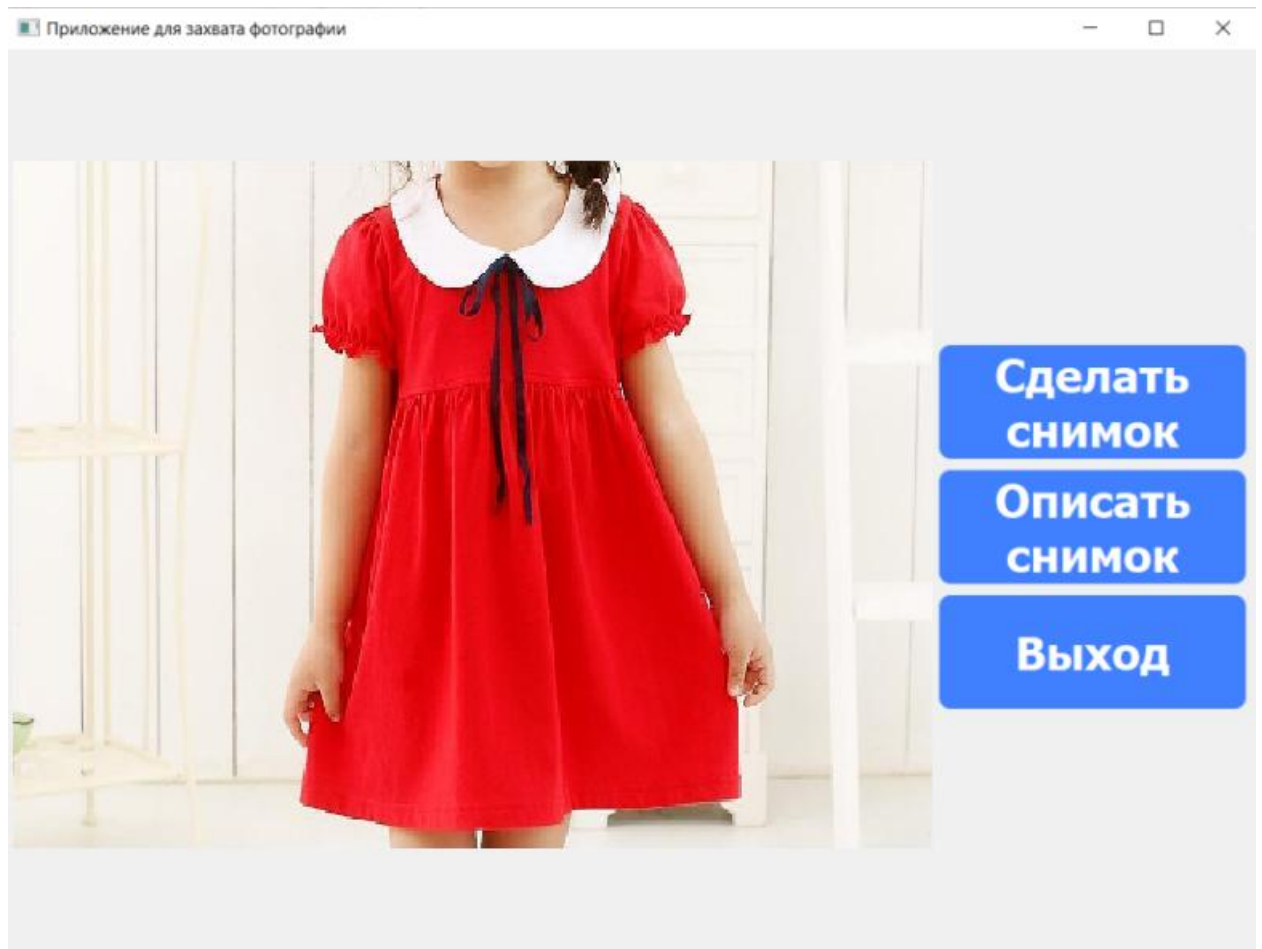 Приложение для захвата фотографии
Сделать
снимок
Описать
снимок
Выход